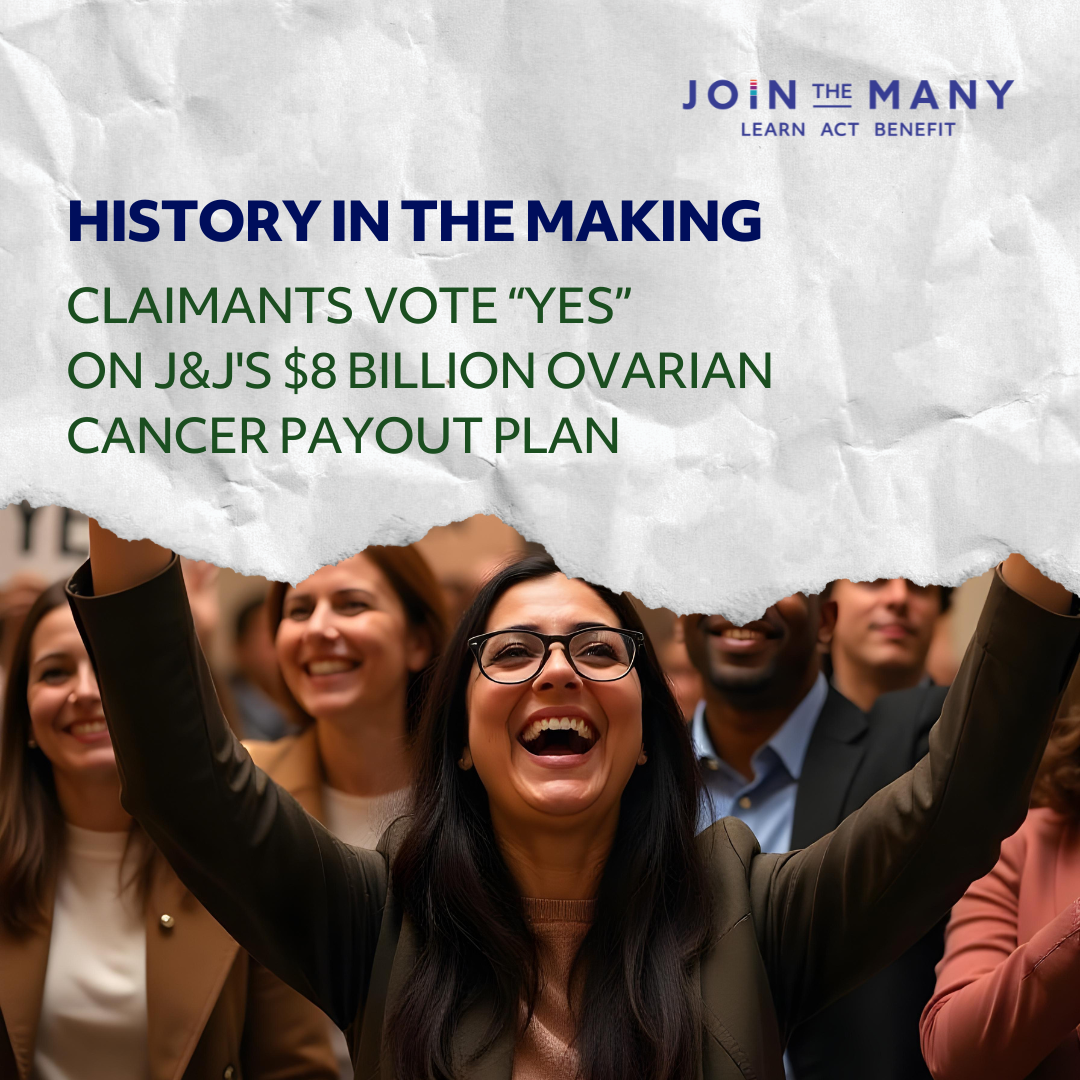 JOIN THE MANY
LEARN ACT BENEFIT
HISTORY IN THE MAKING
CLAIMANTS VOTE “YES”
ON J&J'S $8 BILLION OVARIAN
CANCER PAYOUT PLAN